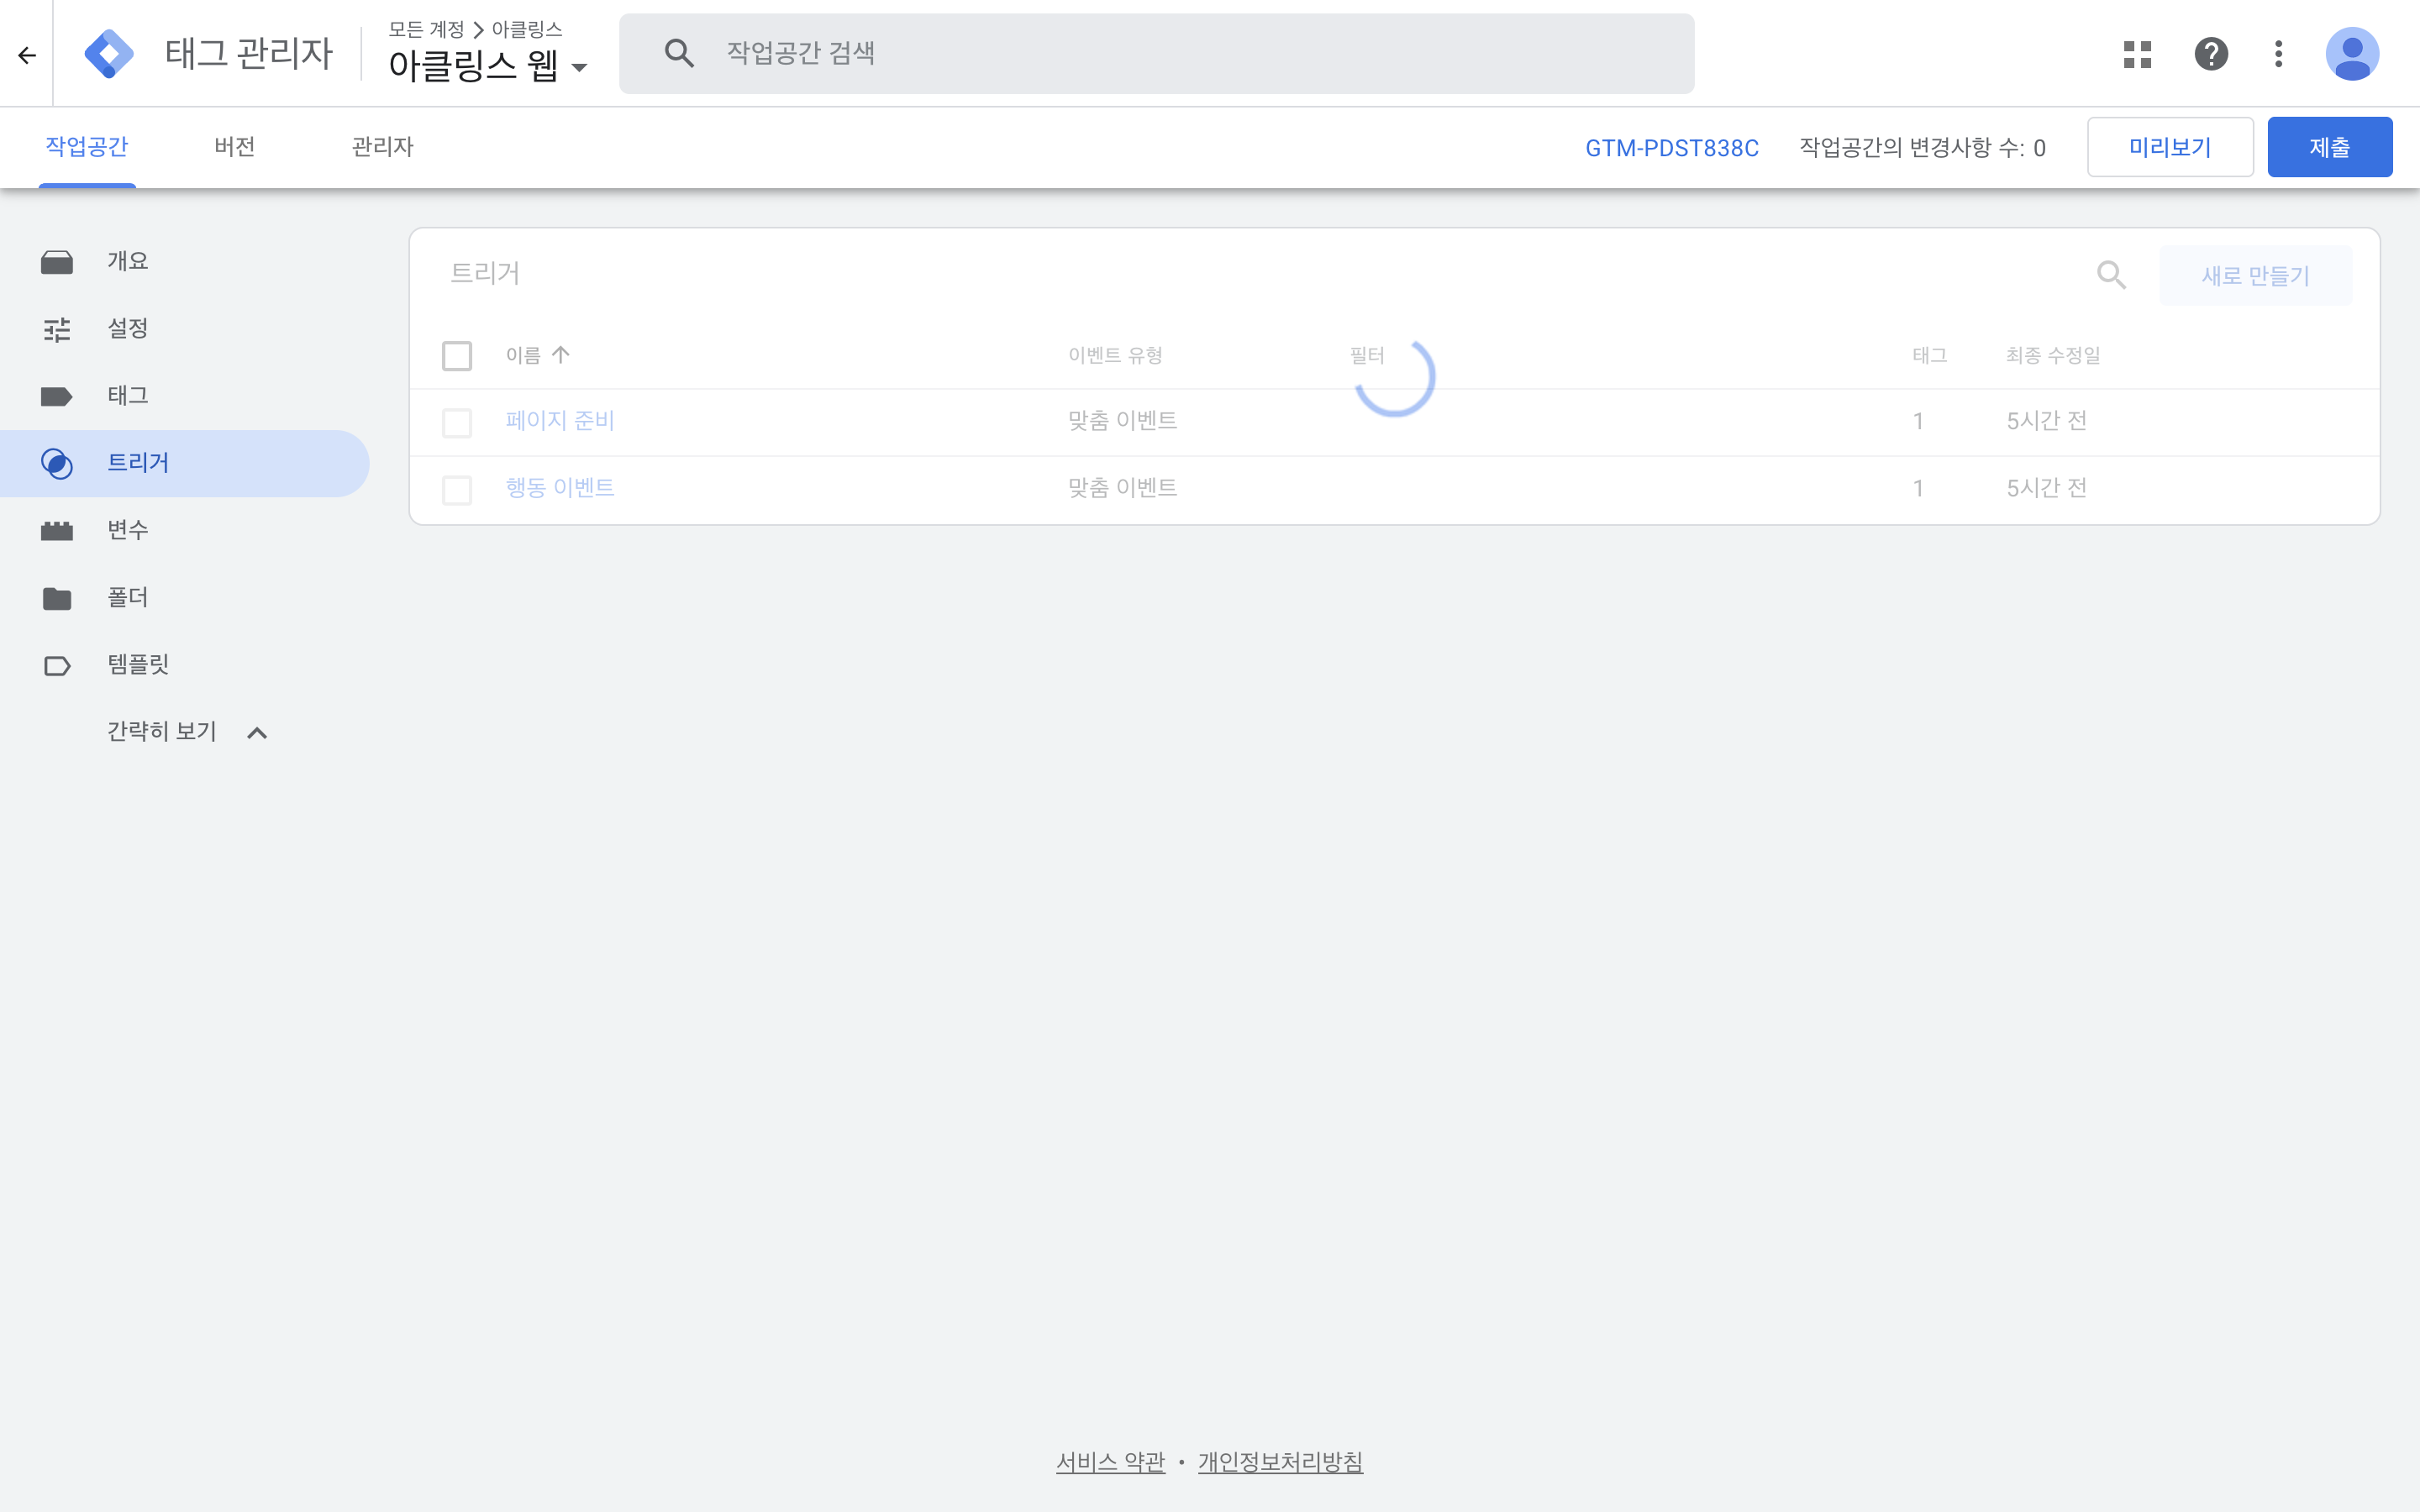 태그 관리자
모든 계정 > 아클링스
아클링스 웹
작업공간 검색
작업공간
버전
관리자
GTM-PDST838C
작업공간의 변경사항 수: 0
미리보기
제출
개요
설정
태그
트리거
변수
폴더
템플릿
간략히 보기
트리거
새로 만들기
이름 이벤트 유형 필터 태그 최종 수정일
페이지 준비 맞춤 이벤트 1 5시간 전
행동 이벤트 맞춤 이벤트 1 5시간 전
서비스 약관 • 개인정보처리방침